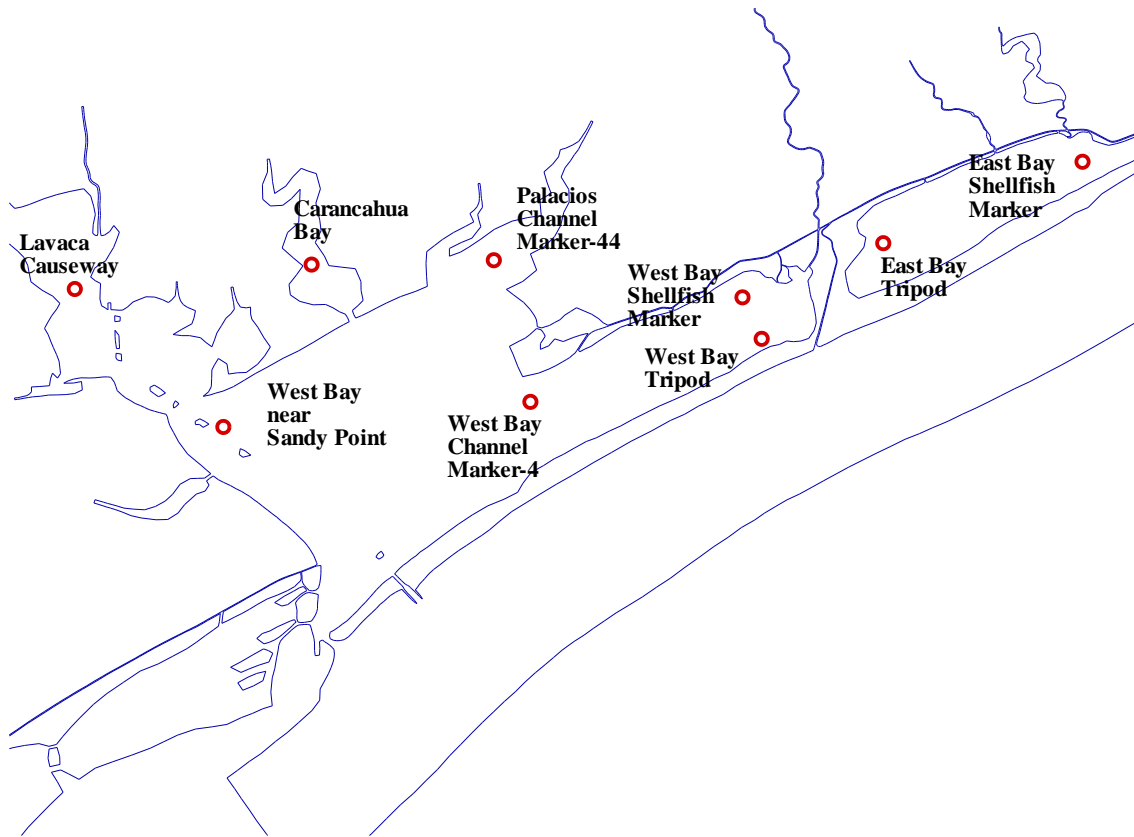 East Bay
Shellfish
Marker
Palacios
Channel
Marker-44
Carancahua
Bay
Lavaca
Causeway
East Bay
Tripod
West Bay
Shellfish
Marker
West Bay
Tripod
West Bay
near
Sandy Point
West Bay
Channel
Marker-4